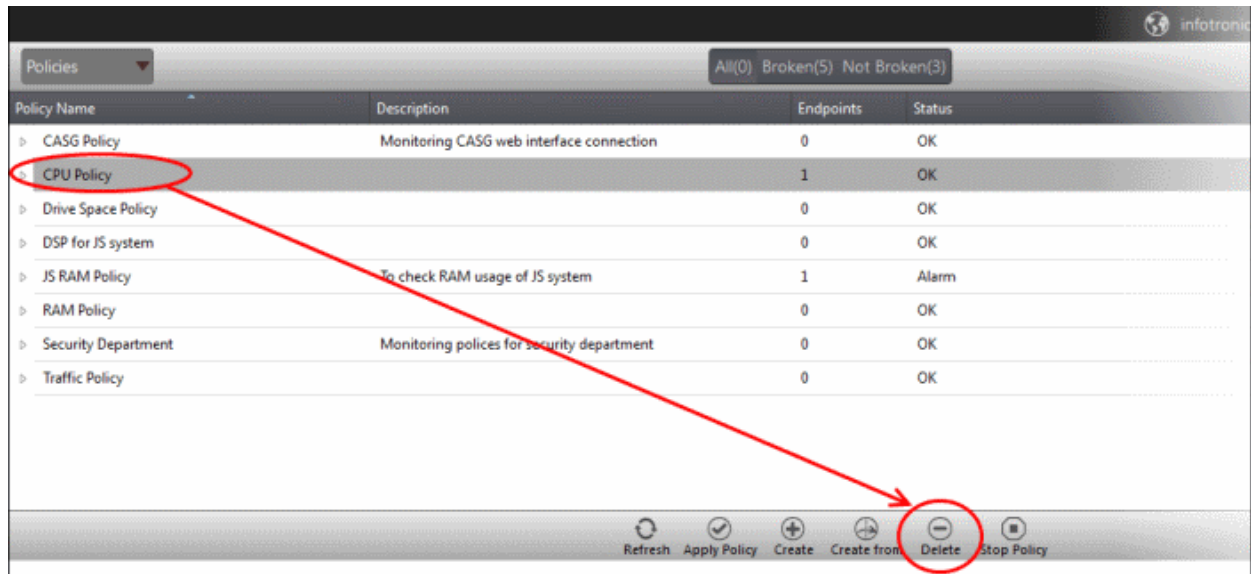 infotronic
Policies All(0) Broken(5) Not Broken(3)
Policy Name Description Endpoints Status
CASG Policy Monitoring CASG web interface connection 0 OK
CPU Policy 1 OK
Drive Space Policy 0 OK
DSP for JS system 0 OK
JS RAM Policy To check RAM usage of JS system 1 Alarm
RAM Policy 0 OK
Security Department Monitoring polices for security department 0 OK
Traffic Policy 0 OK
Refresh Apply Policy Create Create from Delete Stop Policy